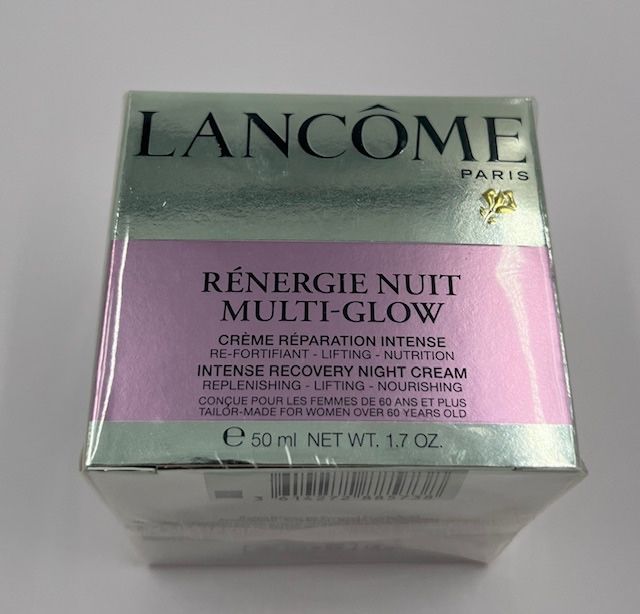 LANCÔME
PARIS
RÉNERGIE NUIT
MULTI-GLOW
CRÈME RÉPARATION INTENSE
RE-FORTIFIANT - LIFTING - NUTRITION
INTENSE RECOVERY NIGHT CREAM
REPLENISHING - LIFTING - NOURISHING
CONÇUE POUR LES FEMMES DE 60 ANS ET PLUS
TAILOR-MADE FOR WOMEN OVER 60 YEARS OLD
℮ 50 ml NET WT. 1.7 OZ.